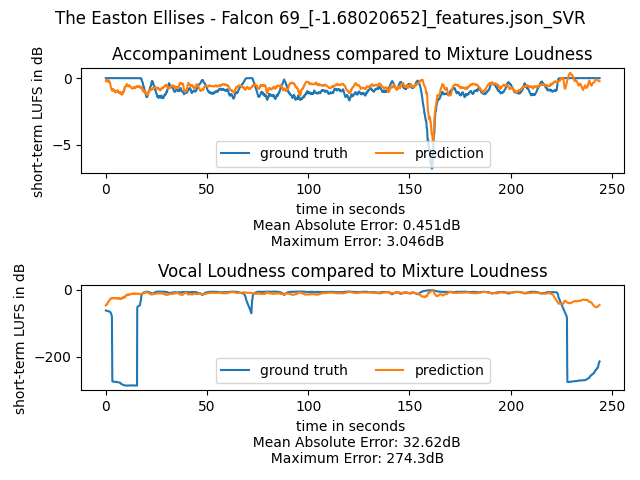 The Easton Ellises - Falcon 69_[-1.68020652]_features.json_SVR
Accompaniment Loudness compared to Mixture Loudness
short-term LUFS in dB
0
−5
ground truth
prediction
0
50
100
150
200
250
time in seconds
Mean Absolute Error: 0.451dB
Maximum Error: 3.046dB
Vocal Loudness compared to Mixture Loudness
short-term LUFS in dB
0
−200
ground truth
prediction
0
50
100
150
200
250
time in seconds
Mean Absolute Error: 32.62dB
Maximum Error: 274.3dB